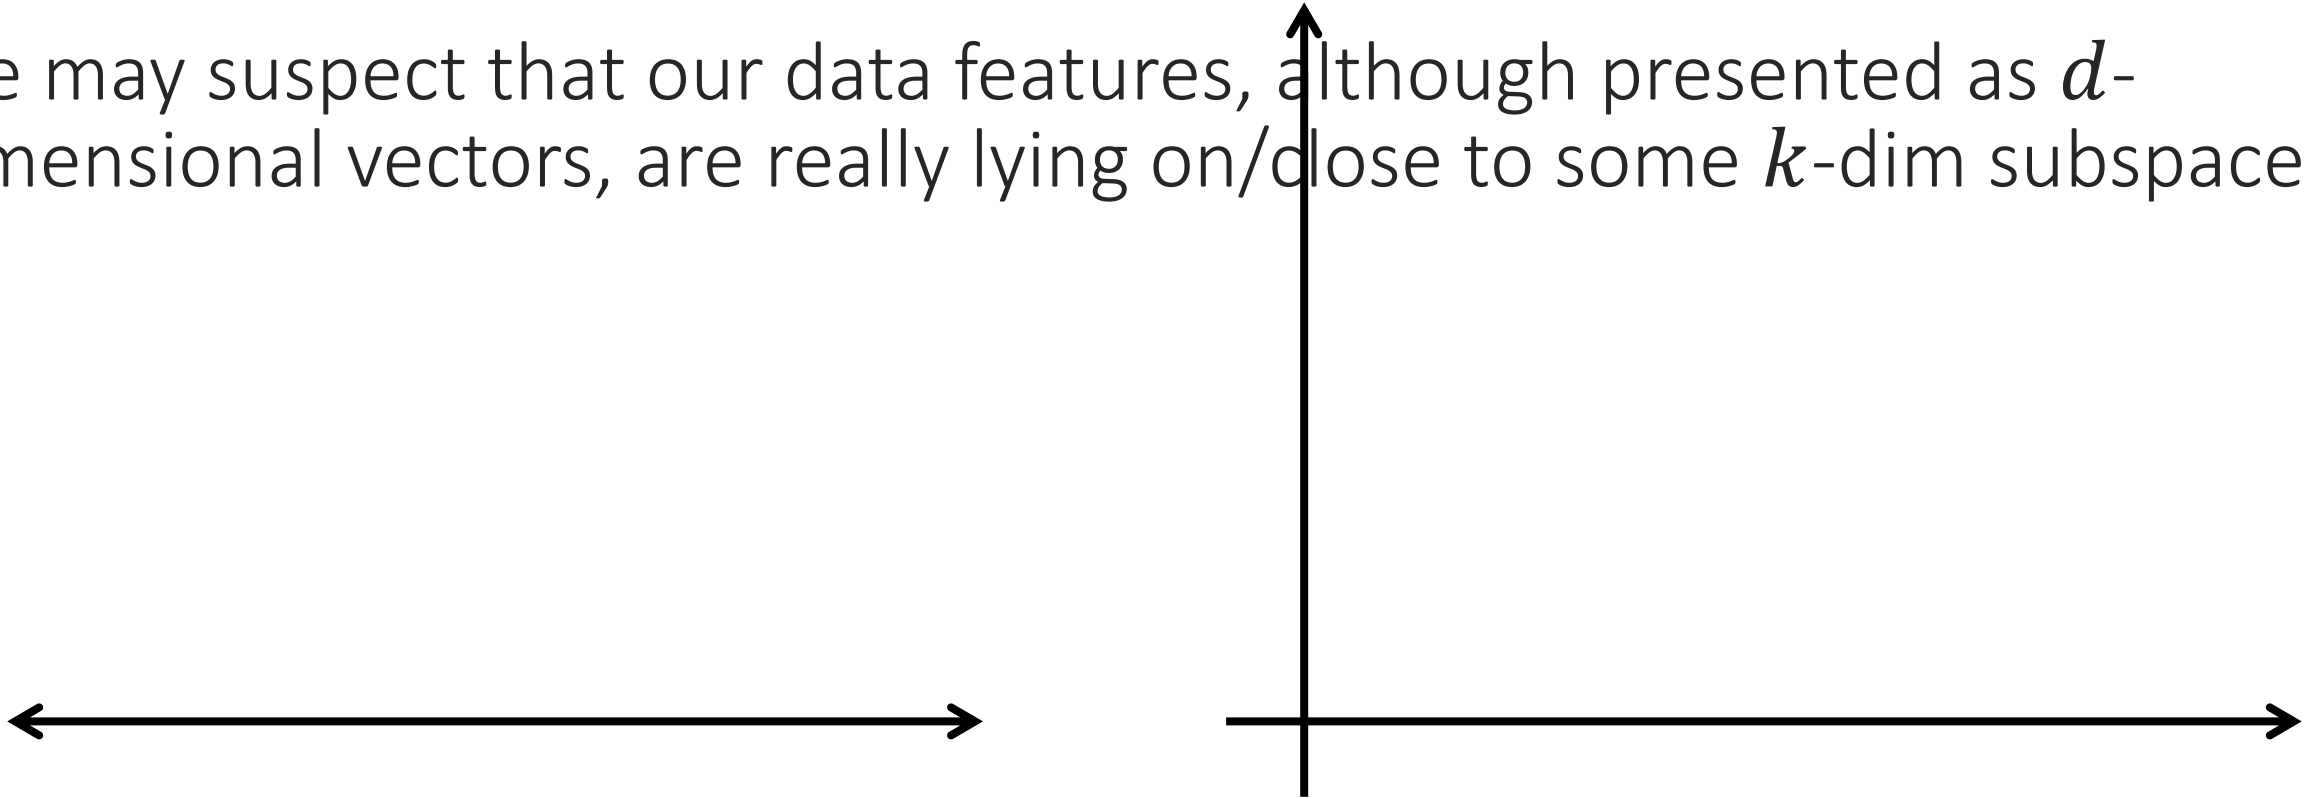 e may suspect that our data features, although presented as d-
mensional vectors, are really lying on/close to some k-dim subspace